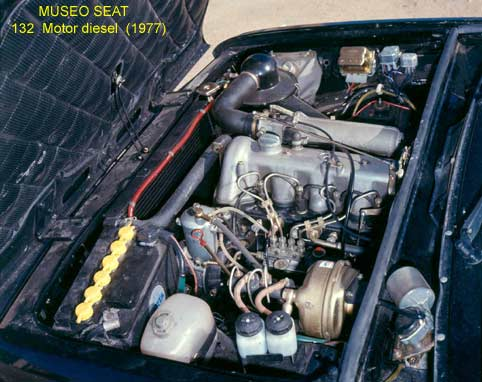 MUSEO SEAT
132 Motor diesel (1977)